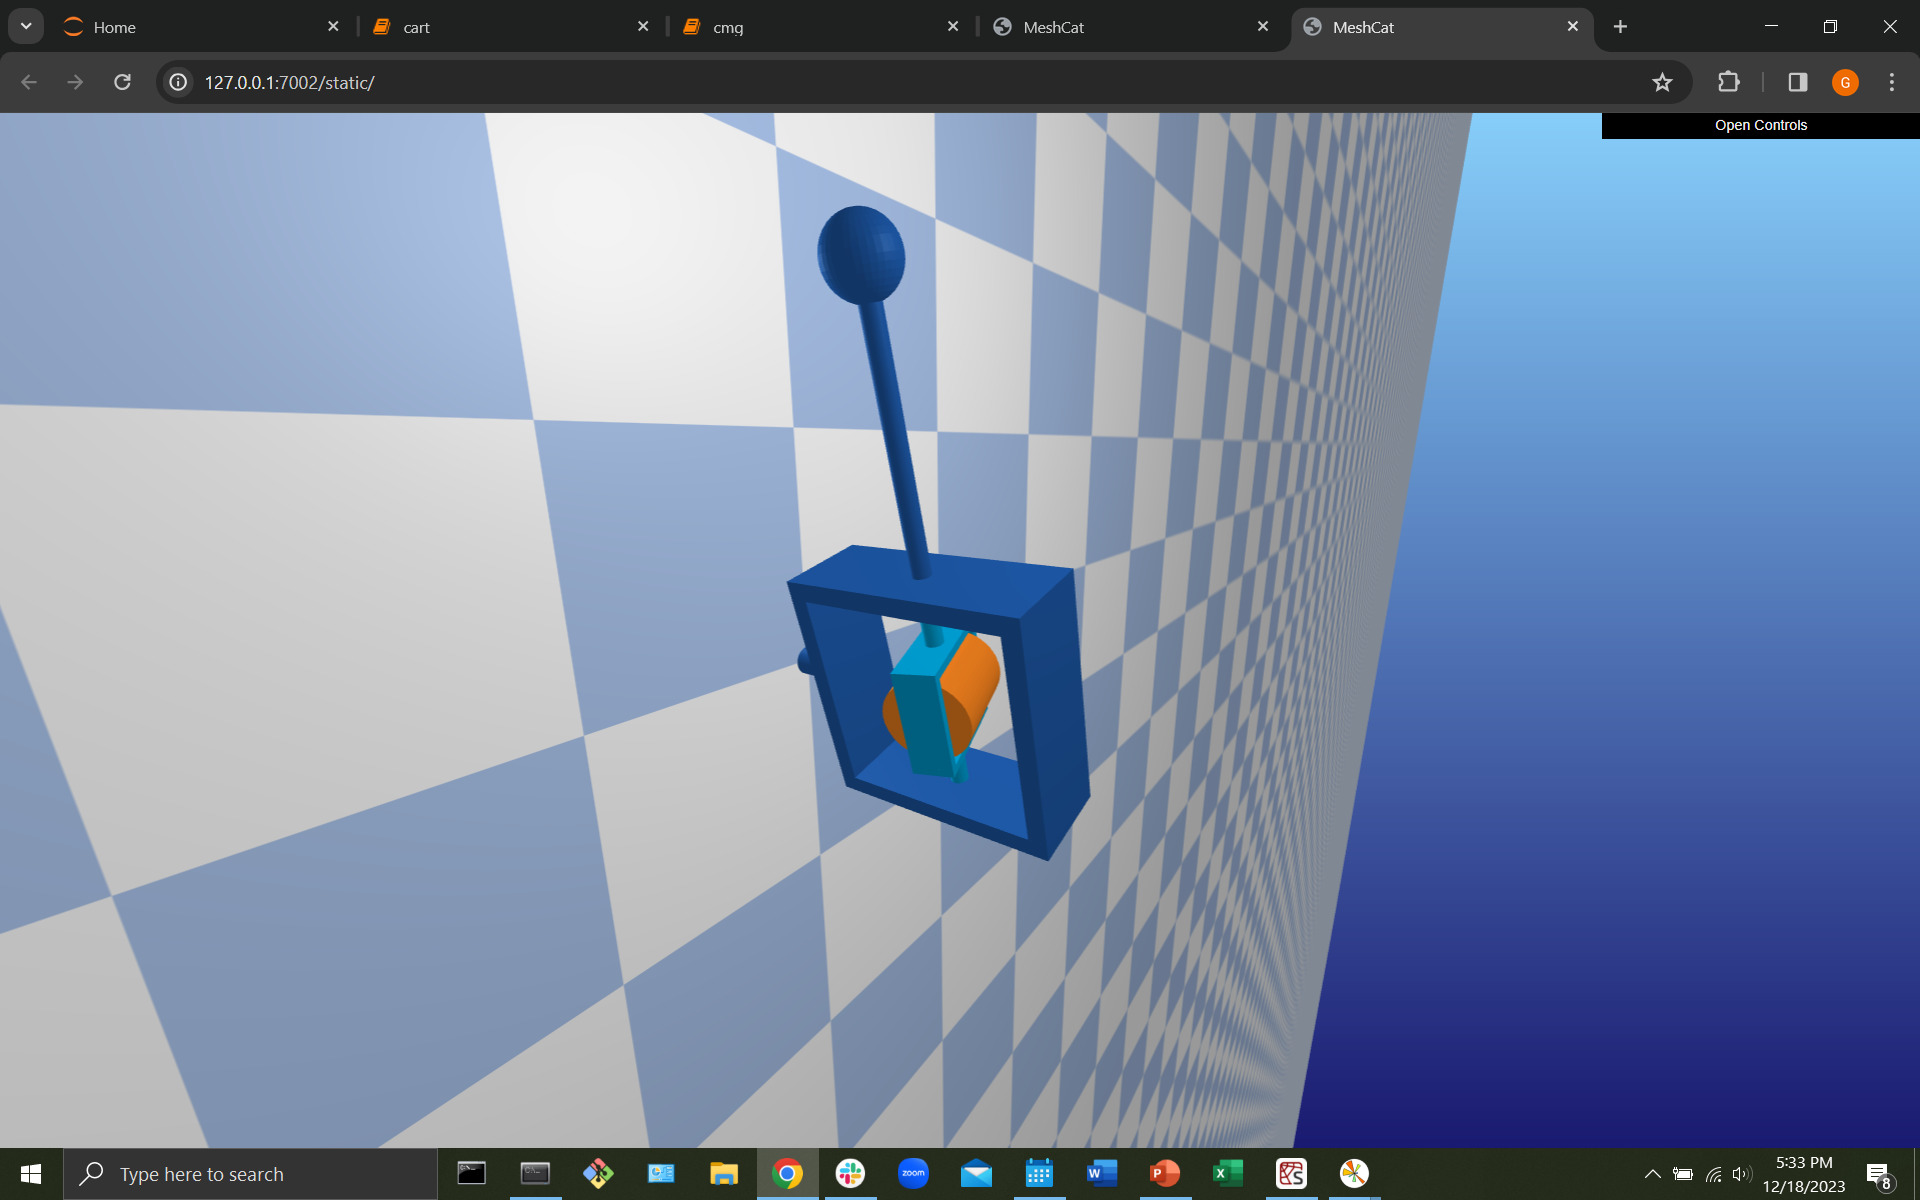 Home
cart
cmg
MeshCat
MeshCat
127.0.0.1:7002/static/
G
Open Controls
Type here to search
zoom
W
P
X
S
5:33 PM
12/18/2023
8